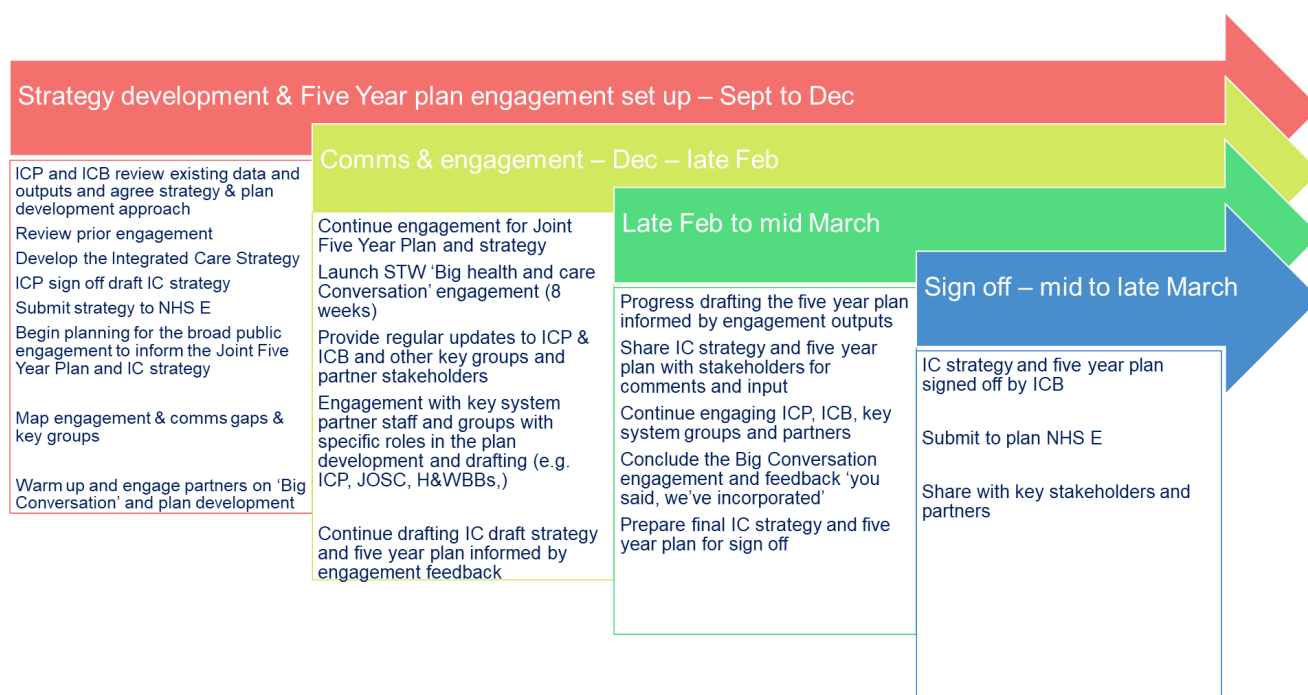 Strategy development & Five Year plan engagement set up – Sept to Dec
ICP and ICB review existing data and
outputs and agree strategy & plan
development approach
Review prior engagement
Develop the Integrated Care Strategy
ICP sign off draft IC strategy
Submit strategy to NHS E
Begin planning for the broad public
engagement to inform the Joint Five
Year Plan and IC strategy
Map engagement & comms gaps &
key groups
Warm up and engage partners on ‘Big
Conversation’ and plan development
Comms & engagement – Dec – late Feb
Continue engagement for Joint
Five Year Plan and strategy
Launch STW ‘Big health and care
Conversation’ engagement (8
weeks)
Provide regular updates to ICP &
ICB and other key groups and
partner stakeholders
Engagement with key system
partner staff and groups with
specific roles in the plan
development and drafting (e.g.
ICP, JOSC, H&WBBs,)
Continue drafting IC draft strategy
and five year plan informed by
engagement feedback
Late Feb to mid March
Progress drafting the five year plan
informed by engagement outputs
Share IC strategy and five year
plan with stakeholders for
comments and input
Continue engaging ICP, ICB, key
system groups and partners
Conclude the Big Conversation
engagement and feedback ‘you
said, we’ve incorporated’
Prepare final IC strategy and five
year plan for sign off
Sign off – mid to late March
IC strategy and five year plan
signed off by ICB
Submit to plan NHS E
Share with key stakeholders and
partners